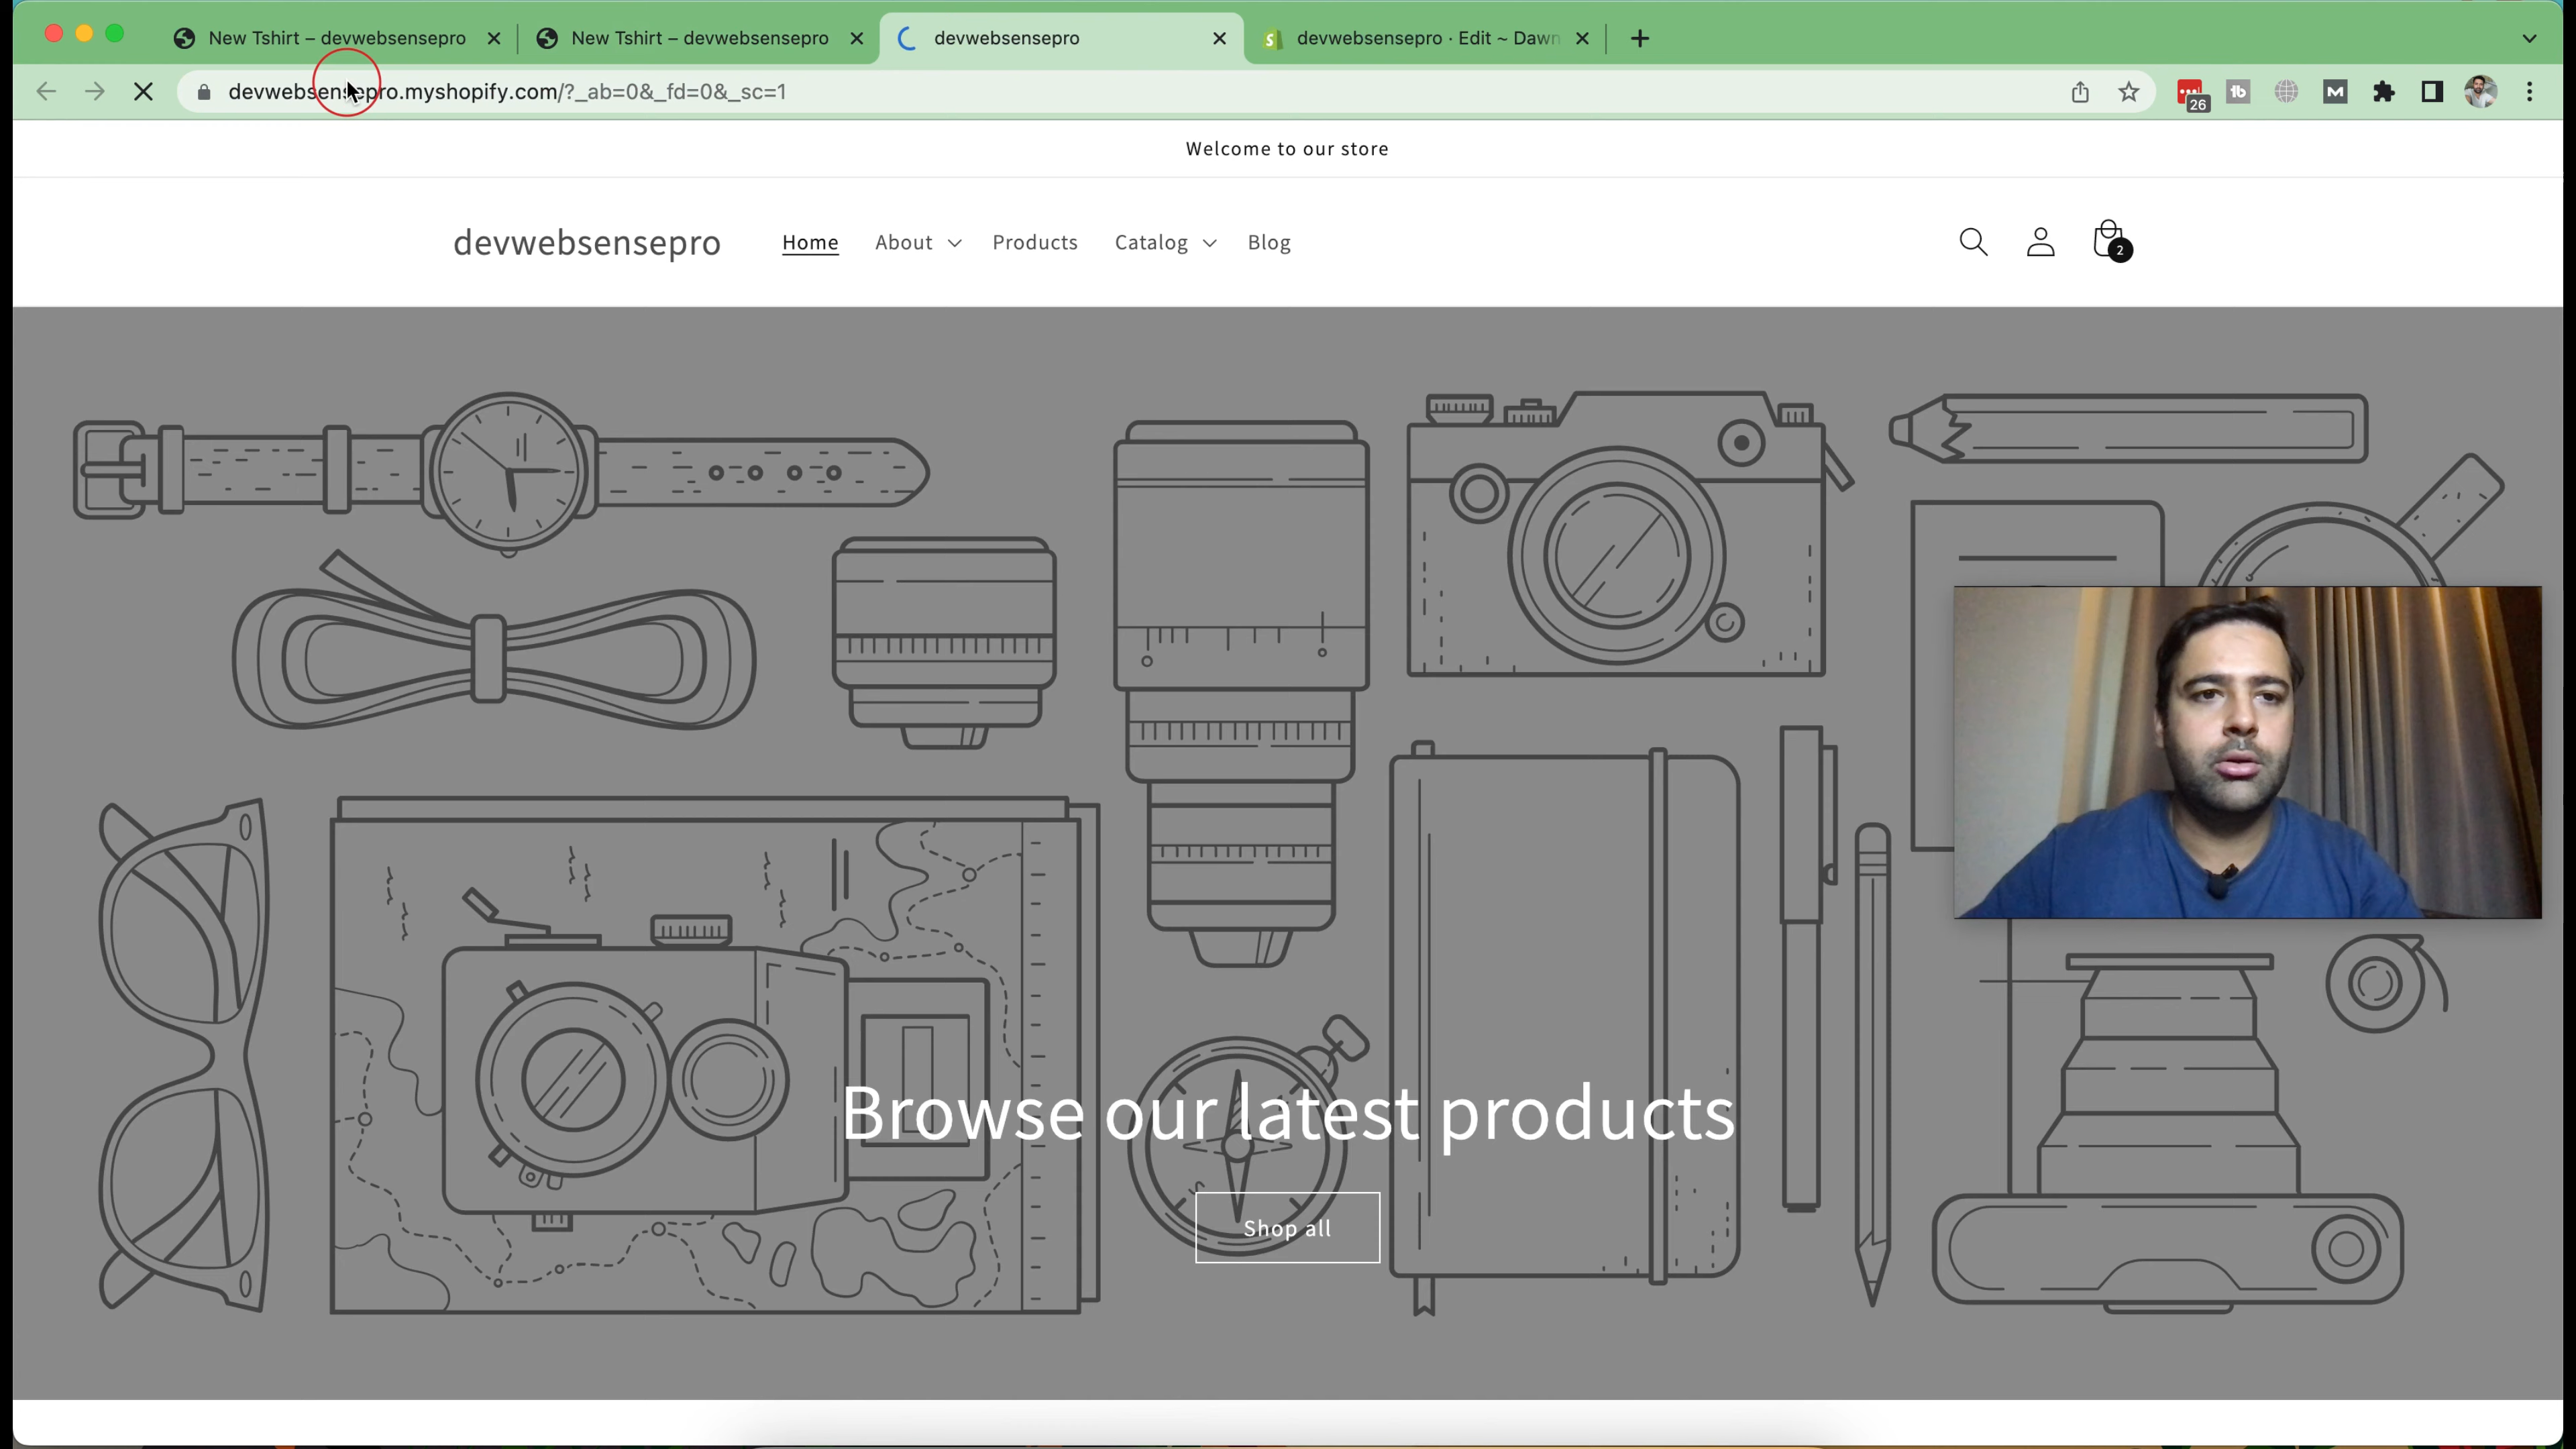 New Tshirt – devwebsensepro
New Tshirt – devwebsensepro
devwebsensepro
devwebsensepro · Edit ~ Dawn
devwebsensepro.myshopify.com/?_ab=0&_fd=0&_sc=1
26
Welcome to our store
devwebsensepro
Home
About
Products
Catalog
Blog
2
Browse our latest products
Shop all